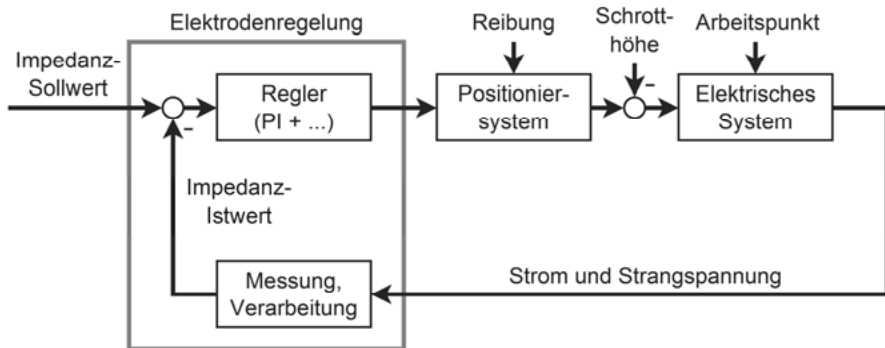 Elektrodenregelung
Reibung
Schrott-
höhe
Arbeitspunkt
Impedanz-
Sollwert
Regler
(PI + ...)
Positionier-
system
Elektrisches
System
-
-
Impedanz-
Istwert
Messung,
Verarbeitung
Strom und Strangspannung